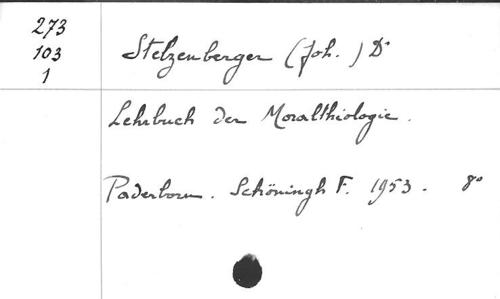 273
103
1
Stelzenberger (Joh.) Dr
Lehrbuch der Moraltheologie.
Paderborn. Schöningh F. 1953. 8°